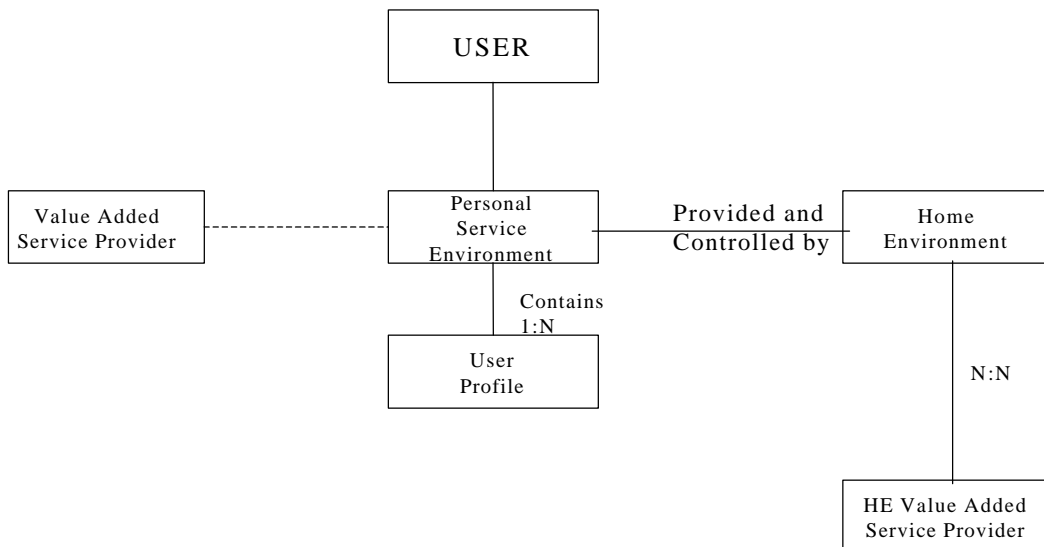 USER
Value Added
Service Provider
Personal
Service
Environment
Provided and
Controlled by
Home
Environment
Contains
1:N
User
Profile
N:N
HE Value Added
Service Provider